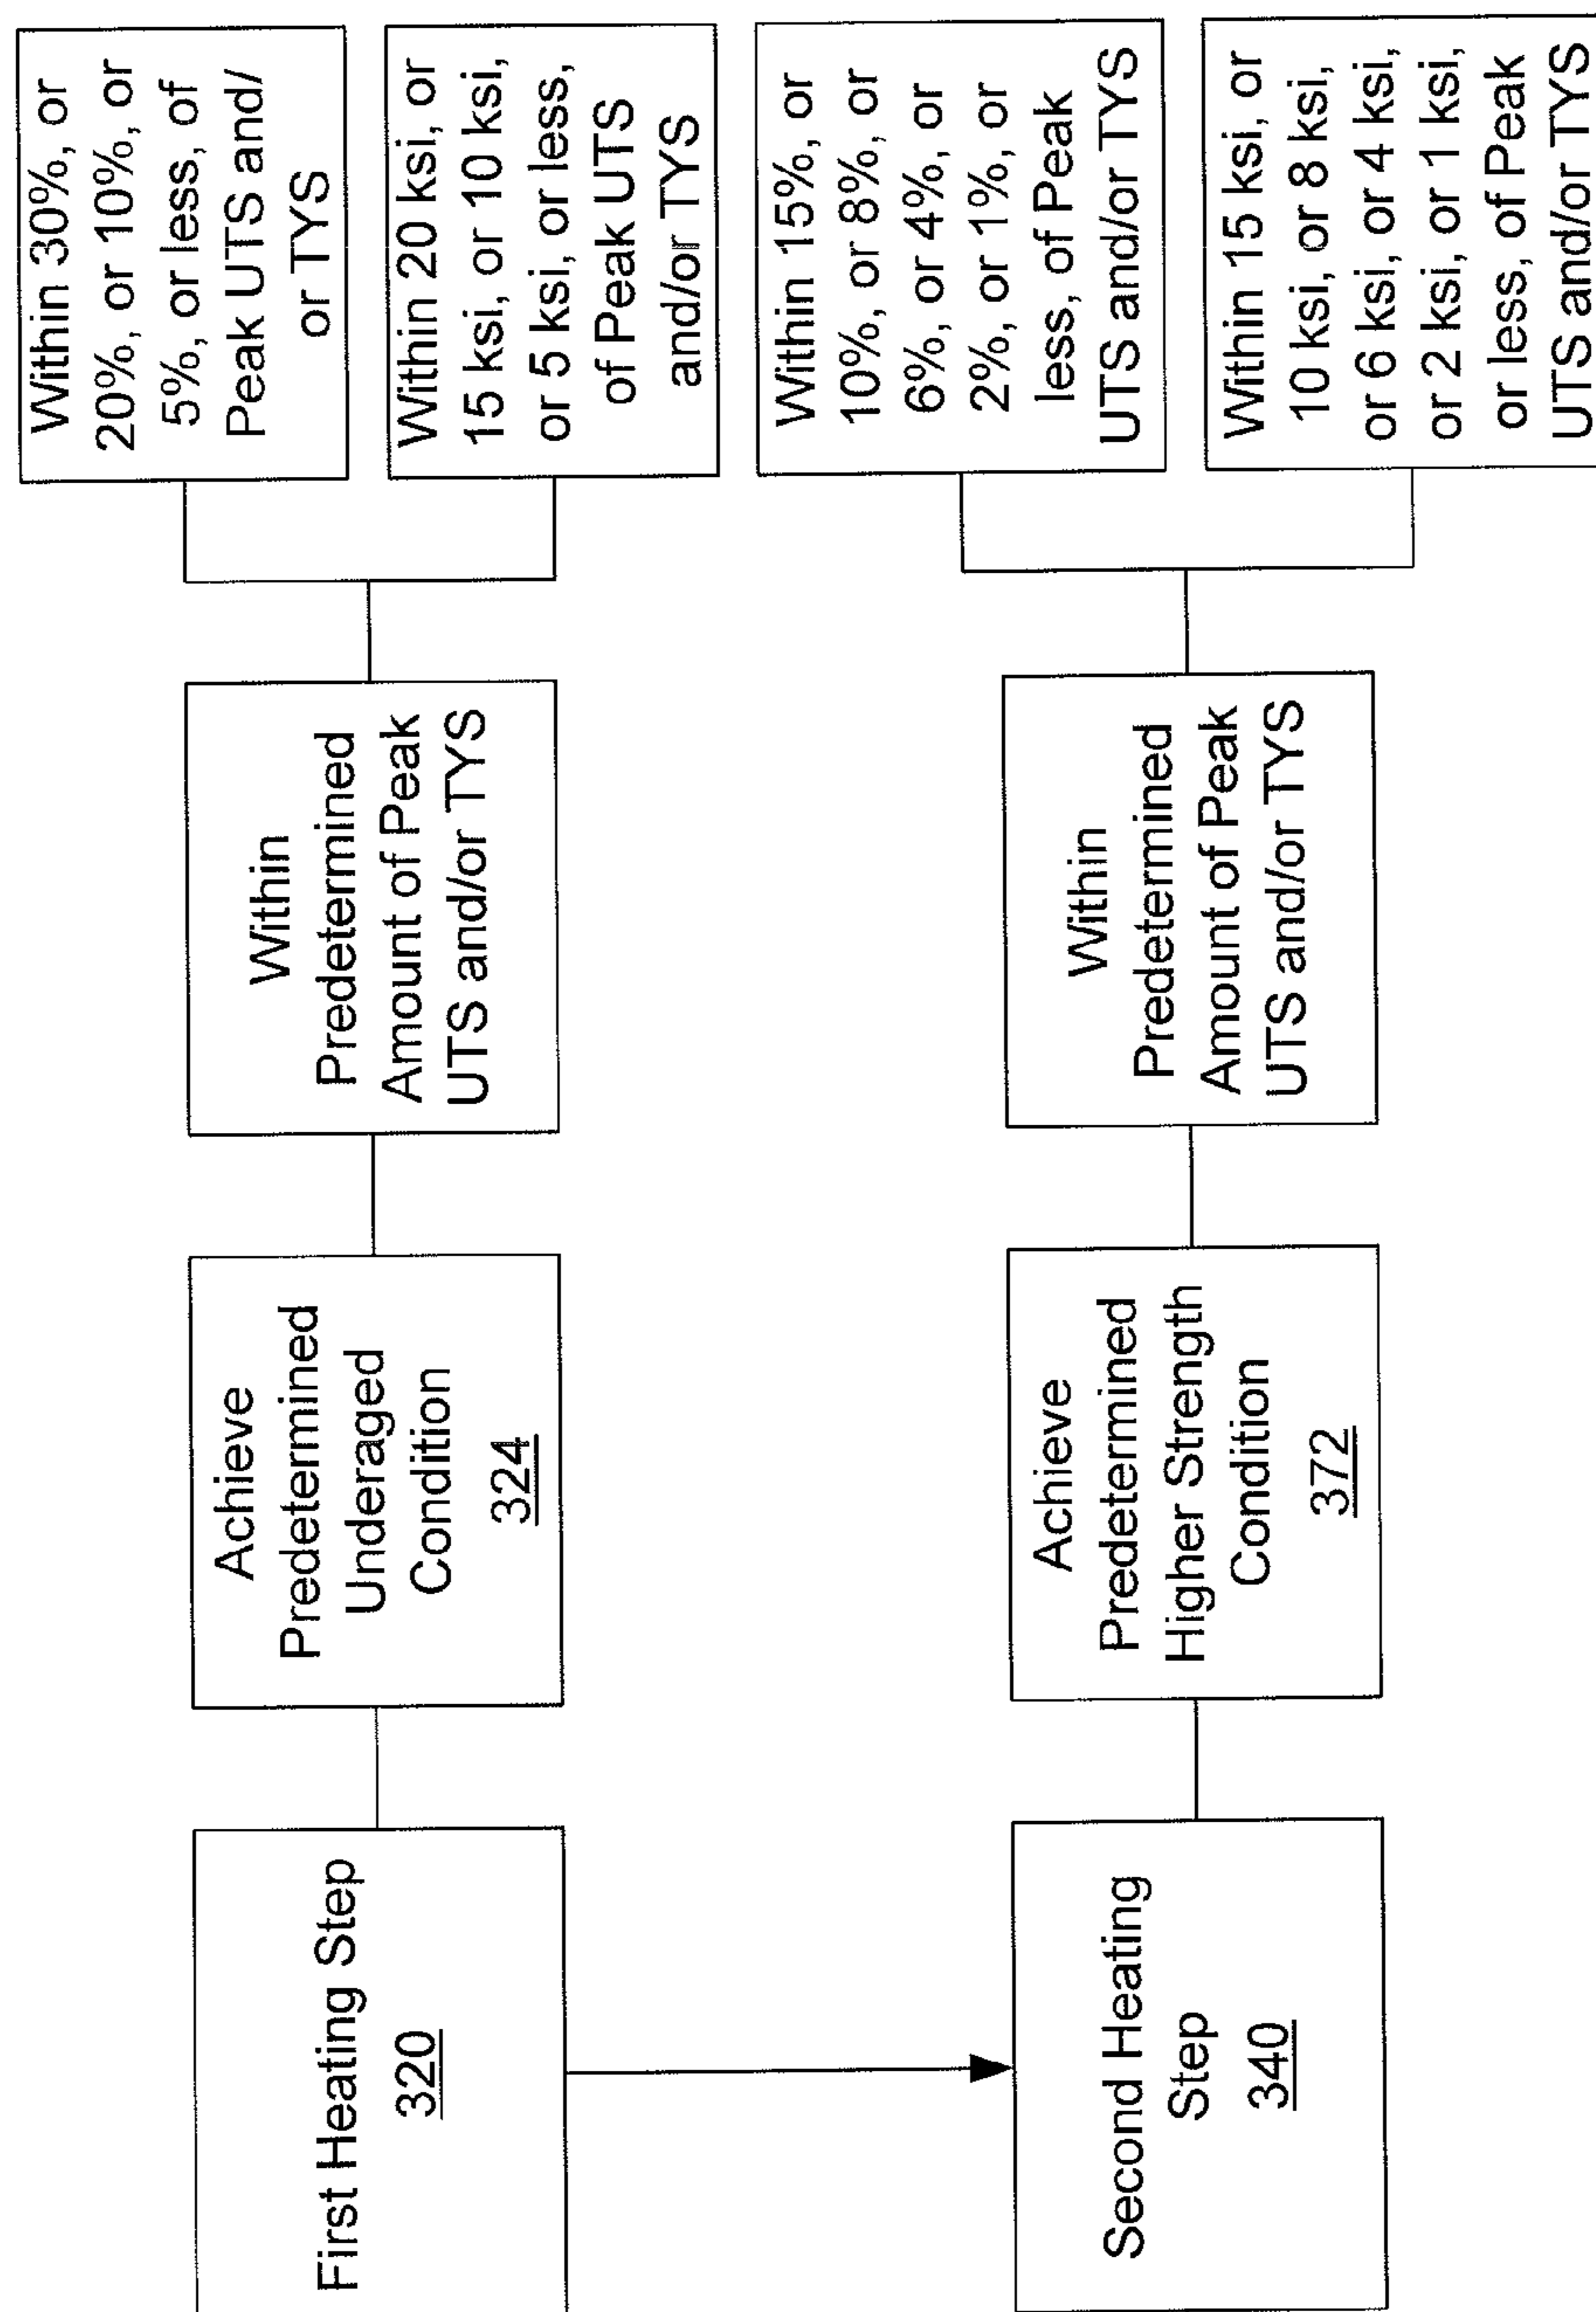 First Heating Step
320
Achieve
Predetermined
Underaged
Condition
324
Within
Predetermined
Amount of Peak
UTS and/or TYS
Within 30%, or
20%, or 10%, or
5%, or less, of
Peak UTS and/
or TYS
Within 20 ksi, or
15 ksi, or 10 ksi,
or 5 ksi, or less,
of Peak UTS
and/or TYS
Second Heating
Step
340
Achieve
Predetermined
Higher Strength
Condition
372
Within
Predetermined
Amount of Peak
UTS and/or TYS
Within 15%, or
10%, or 8%, or
6%, or 4%, or
2%, or 1%, or
less, of Peak
UTS and/or TYS
Within 15 ksi, or
10 ksi, or 8 ksi,
or 6 ksi, or 4 ksi,
or 2 ksi, or 1 ksi,
or less, of Peak
UTS and/or TYS